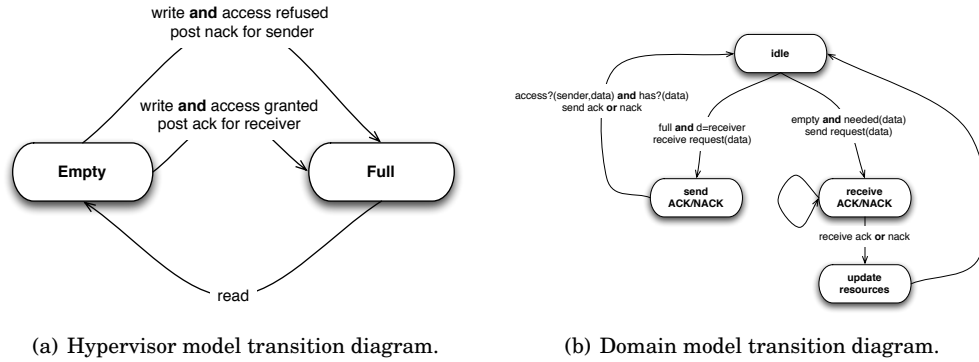 write and access refused
post nack for sender
write and access granted
post ack for receiver
Empty
Full
read
(a) Hypervisor model transition diagram.
idle
access?(sender,data) and has?(data)
send ack or nack
full and d=receiver
receive request(data)
empty and needed(data)
send request(data)
send
ACK/NACK
receive
ACK/NACK
receive ack or nack
update
resources
(b) Domain model transition diagram.